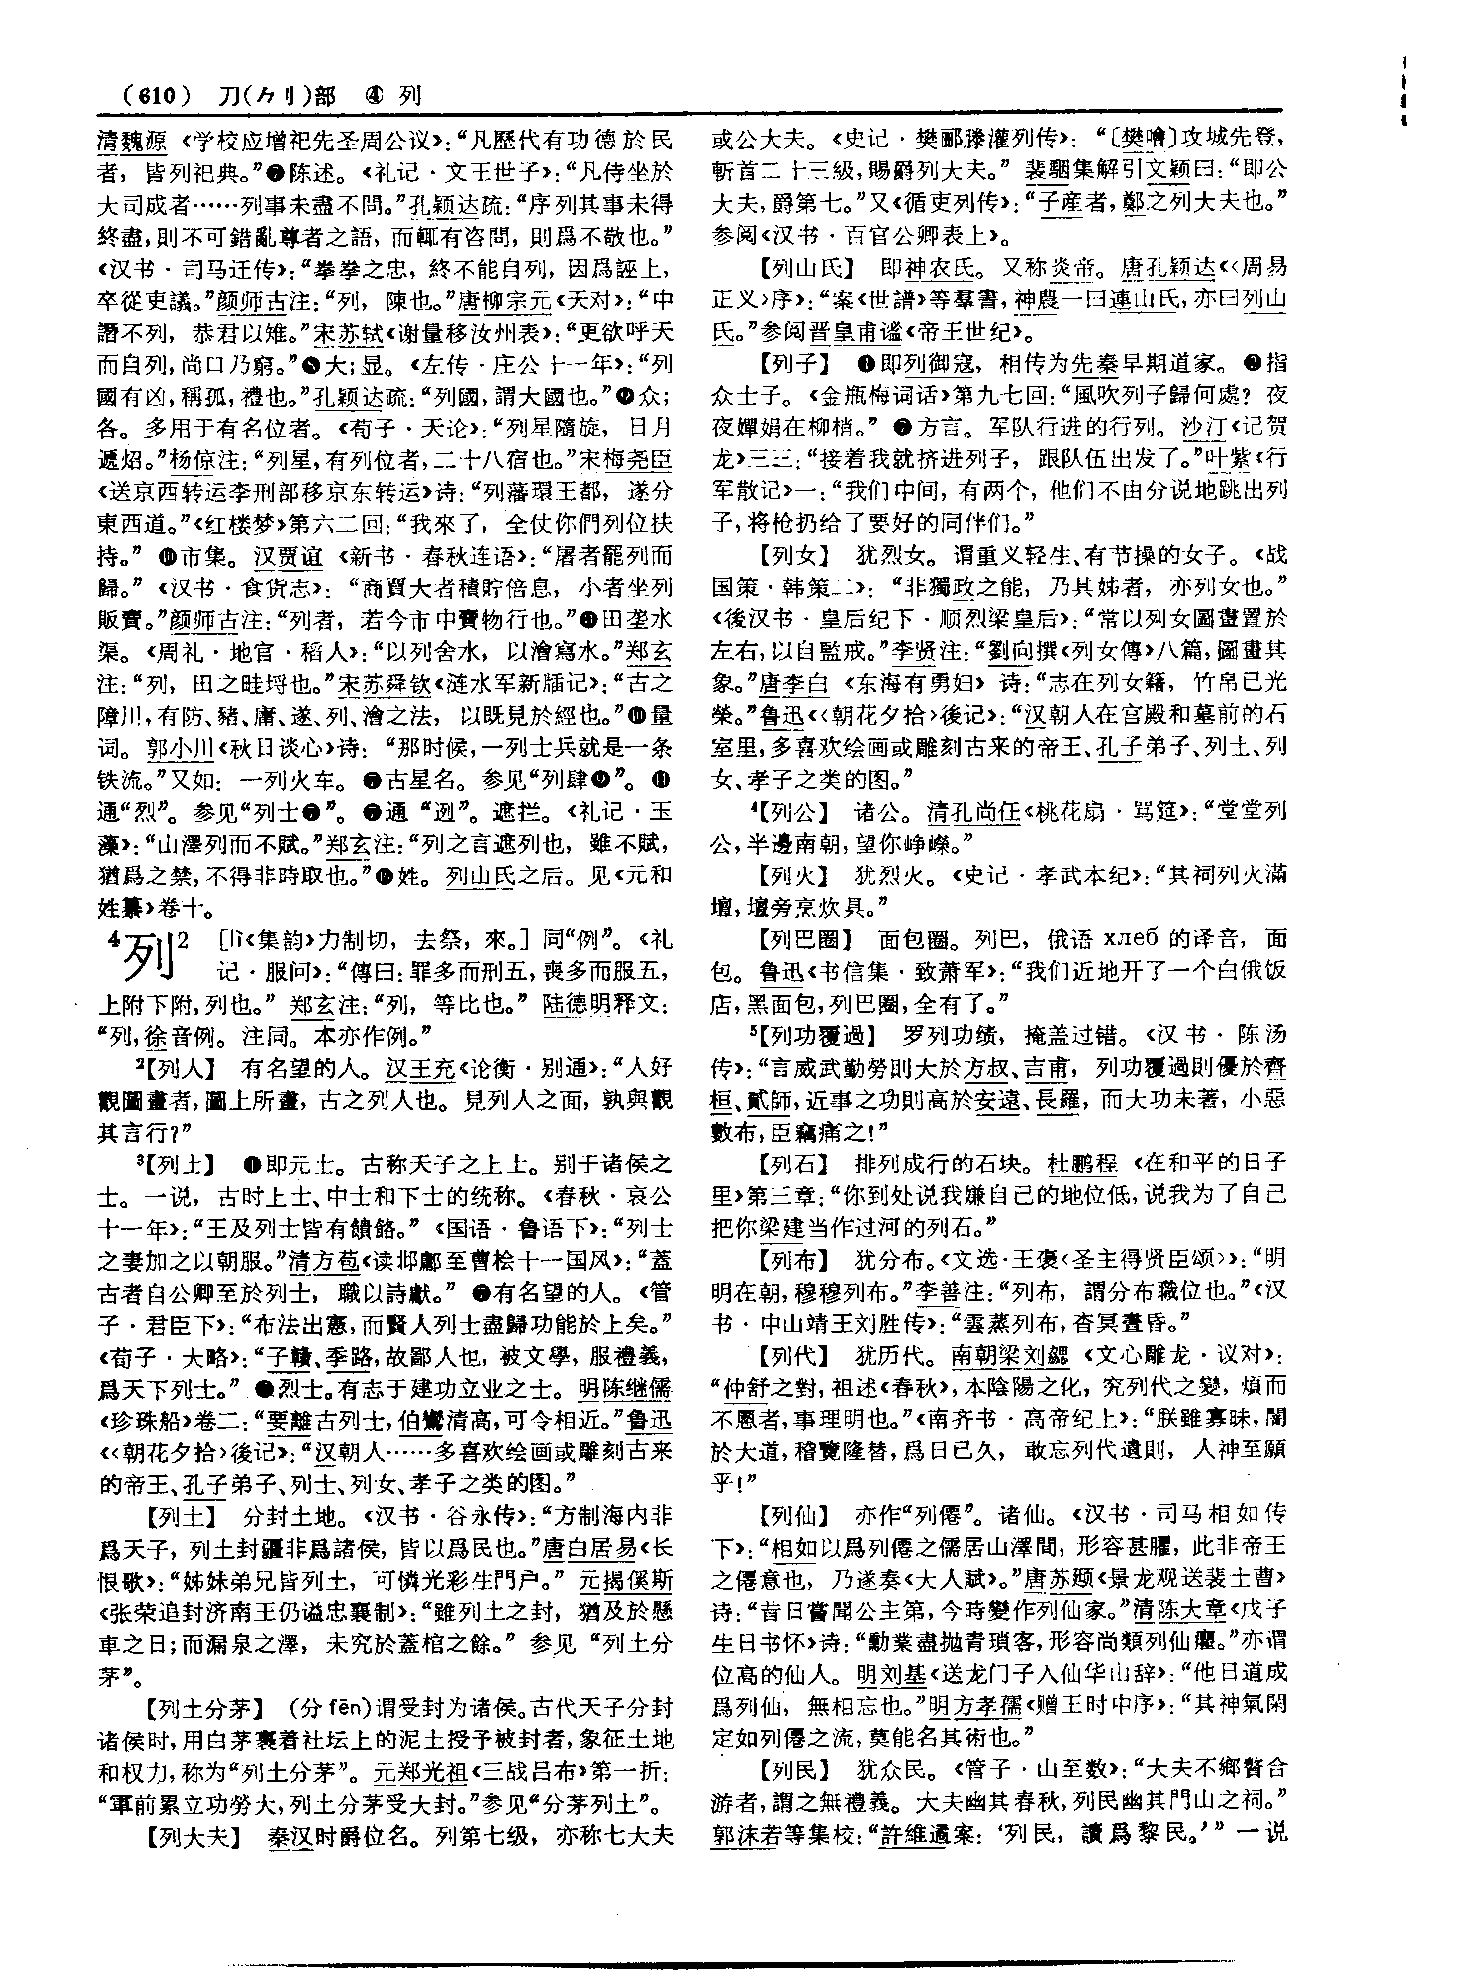 (610) 刀(⺈刂)部 ④ 列
清魏源《学校应增祀先圣周公议》：“凡歷代有功德於民
者，皆列祀典。”❼陈述。《礼记·文王世子》：“凡侍坐於
大司成者……列事未盡不問。”孔颖达疏：“序列其事未得
終盡，則不可錯亂尊者之語，而輒有咨問，則爲不敬也。”
《汉书·司马迁传》：“拳拳之忠，終不能自列，因爲誣上，
卒從吏議。”颜师古注：“列，陳也。”唐柳宗元《天对》：“中
譖不列，恭君以雉。”宋苏轼《谢量移汝州表》：“更欲呼天
而自列，尚口乃窮。”❽大；显。《左传·庄公十一年》：“列
國有凶，稱孤，禮也。”孔颖达疏：“列國，謂大國也。”❾众；
各。多用于有名位者。《荀子·天论》：“列星隨旋，日月
遞炤。”杨倞注：“列星，有列位者，二十八宿也。”宋梅尧臣
《送京西转运李刑部移京东转运》诗：“列藩環王都，遂分
東西道。”《红楼梦》第六二回：“我來了，全仗你們列位扶
持。”❿市集。汉贾谊《新书·春秋连语》：“屠者罷列而
歸。”《汉书·食货志》：“商賈大者積貯倍息，小者坐列
販賣。”颜师古注：“列者，若今市中賣物行也。”⓫田垄水
渠。《周礼·地官·稻人》：“以列舍水，以澮寫水。”郑玄
注：“列，田之畦埒也。”宋苏舜钦《涟水军新牐记》：“古之
障川，有防、豬、庸、遂、列、澮之法，以既見於經也。”⓬量
词。郭小川《秋日谈心》诗：“那时候，一列士兵就是一条
铁流。”又如：一列火车。⓭古星名。参见“列肆❷”。⓮
通“烈”。参见“列士❸”。⓯通“迾”。遮拦。《礼记·玉
藻》：“山澤列而不賦。”郑玄注：“列之言遮列也，雖不賦，
猶爲之禁，不得非時取也。”⓰姓。列山氏之后。见《元和
姓纂》卷十。
4列2 [lì《集韵》力制切，去祭，來。]同“例”。《礼
记·服问》：“傳曰：罪多而刑五，喪多而服五，
上附下附，列也。”郑玄注：“列，等比也。”陆德明释文：
“列，徐音例。注同。本亦作例。”
2【列人】 有名望的人。汉王充《论衡·别通》：“人好
觀圖畫者，圖上所畫，古之列人也。見列人之面，孰與觀
其言行？”
3【列士】 ❶即元士。古称天子之上士。别于诸侯之
士。一说，古时上士、中士和下士的统称。《春秋·哀公
十一年》：“王及列士皆有饋餎。”《国语·鲁语下》：“列士
之妻加之以朝服。”清方苞《读邶鄘至曹桧十一国风》：“蓋
古者自公卿至於列士，職以詩獻。”❷有名望的人。《管
子·君臣下》：“布法出憲，而賢人列士盡歸功能於上矣。”
《荀子·大略》：“子贛、季路，故鄙人也，被文學，服禮義，
爲天下列士。”❸烈士。有志于建功立业之士。明陈继儒
《珍珠船》卷二：“要離古列士，伯鸞清高，可令相近。”鲁迅
《〈朝花夕拾〉後记》：“汉朝人……多喜欢绘画或雕刻古来
的帝王、孔子弟子、列士、列女、孝子之类的图。”
【列土】 分封土地。《汉书·谷永传》：“方制海内非
爲天子，列土封疆非爲諸侯，皆以爲民也。”唐白居易《长
恨歌》：“姊妹弟兄皆列土，可憐光彩生門户。”元揭傒斯
《张荣追封济南王仍谥忠襄制》：“雖列土之封，猶及於懸
車之日；而漏泉之澤，未究於蓋棺之餘。”参见“列土分
茅”。
【列土分茅】 （分fēn）谓受封为诸侯。古代天子分封
诸侯时，用白茅裹着社坛上的泥土授予被封者，象征土地
和权力，称为“列土分茅”。元郑光祖《三战吕布》第一折：
“軍前累立功勞大，列土分茅受大封。”参见“分茅列土”。
【列大夫】 秦汉时爵位名。列第七级，亦称七大夫
或公大夫。《史记·樊郦滕灌列传》：“〔樊噲〕攻城先登，
斬首二十三級，賜爵列大夫。”裴駰集解引文颖曰：“即公
大夫，爵第七。”又《循吏列传》：“子産者，鄭之列大夫也。”
参阅《汉书·百官公卿表上》。
【列山氏】 即神农氏。又称炎帝。唐孔颖达《〈周易
正义〉序》：“案《世譜》等羣書，神農一曰連山氏，亦曰列山
氏。”参阅晋皇甫谧《帝王世纪》。
【列子】 ❶即列御寇，相传为先秦早期道家。❷指
众士子。《金瓶梅词话》第九七回：“風吹列子歸何處？夜
夜嬋娟在柳梢。”❸方言。军队行进的行列。沙汀《记贺
龙》三三：“接着我就挤进列子，跟队伍出发了。”叶紫《行
军散记》一：“我们中间，有两个，他们不由分说地跳出列
子，将枪扔给了要好的同伴们。”
【列女】 犹烈女。谓重义轻生、有节操的女子。《战
国策·韩策二》：“非獨政之能，乃其姊者，亦列女也。”
《後汉书·皇后纪下·顺烈梁皇后》：“常以列女圖畫置於
左右，以自監戒。”李贤注：“劉向撰《列女傳》八篇，圖畫其
象。”唐李白《东海有勇妇》诗：“志在列女籍，竹帛已光
榮。”鲁迅《〈朝花夕拾〉後记》：“汉朝人在宫殿和墓前的石
室里，多喜欢绘画或雕刻古来的帝王、孔子弟子、列士、列
女、孝子之类的图。”
4【列公】 诸公。清孔尚任《桃花扇·骂筵》：“堂堂列
公，半邊南朝，望你峥嶸。”
【列火】 犹烈火。《史记·孝武本纪》：“其祠列火滿
壇，壇旁烹炊具。”
【列巴圈】 面包圈。列巴，俄语 хлеб 的译音，面
包。鲁迅《书信集·致萧军》：“我们近地开了一个白俄饭
店，黑面包，列巴圈，全有了。”
5【列功覆過】 罗列功绩，掩盖过错。《汉书·陈汤
传》：“言威武勤勞則大於方叔、吉甫，列功覆過則優於齊
桓、貳師，近事之功則高於安遠、長羅，而大功未著，小惡
數布，臣竊痛之！”
【列石】 排列成行的石块。杜鹏程《在和平的日子
里》第三章：“你到处说我嫌自己的地位低，说我为了自己
把你梁建当作过河的列石。”
【列布】 犹分布。《文选·王褒〈圣主得贤臣颂〉》：“明
明在朝，穆穆列布。”李善注：“列布，謂分布職位也。”《汉
书·中山靖王刘胜传》：“雲蒸列布，杳冥晝昏。”
【列代】 犹历代。南朝梁刘勰《文心雕龙·议对》：
“仲舒之對，祖述《春秋》，本陰陽之化，究列代之變，煩而
不慁者，事理明也。”《南齐书·高帝纪上》：“朕雖寡昧，闇
於大道，稽覽隆替，爲日已久，敢忘列代遺則，人神至願
乎！”
【列仙】 亦作“列僊”。诸仙。《汉书·司马相如传
下》：“相如以爲列僊之儒居山澤間，形容甚臞，此非帝王
之僊意也，乃遂奏《大人賦》。”唐苏颋《景龙观送裴士曹》
诗：“昔日嘗聞公主第，今時變作列仙家。”清陈大章《戊子
生日书怀》诗：“勳業盡抛青瑣客，形容尚類列仙癯。”亦谓
位高的仙人。明刘基《送龙门子入仙华山辞》：“他日道成
爲列仙，無相忘也。”明方孝孺《赠王时中序》：“其神氣閑
定如列僊之流，莫能名其術也。”
【列民】 犹众民。《管子·山至数》：“大夫不鄉贅合
游者，謂之無禮義。大夫幽其春秋，列民幽其門山之祠。”
郭沫若等集校：“許維遹案：‘列民，讀爲黎民。’”一说